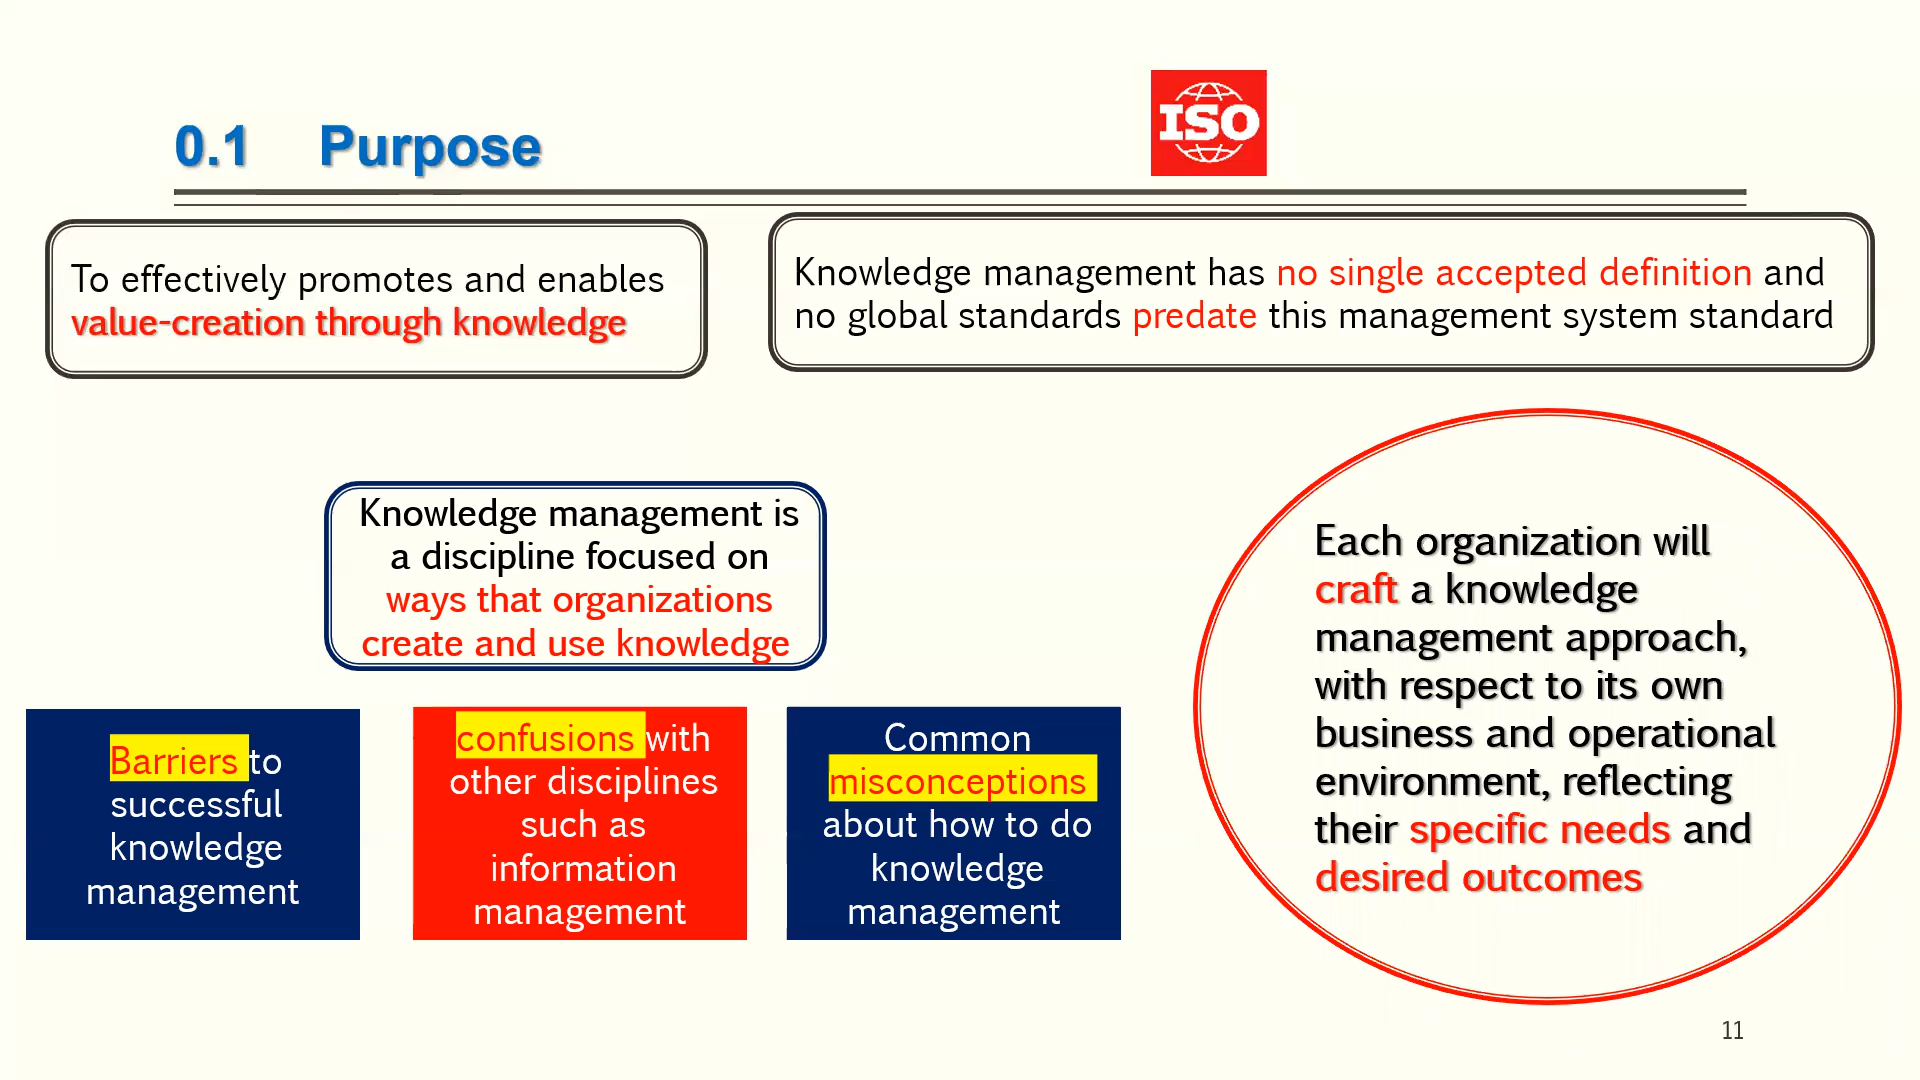 0.1 Purpose
ISO
To effectively promotes and enables
value-creation through knowledge
Knowledge management has no single accepted definition and
no global standards predate this management system standard
Knowledge management is
a discipline focused on
ways that organizations
create and use knowledge
Barriers to
successful
knowledge
management
confusions with
other disciplines
such as
information
management
Common
misconceptions
about how to do
knowledge
management
Each organization will
craft a knowledge
management approach,
with respect to its own
business and operational
environment, reflecting
their specific needs and
desired outcomes
11